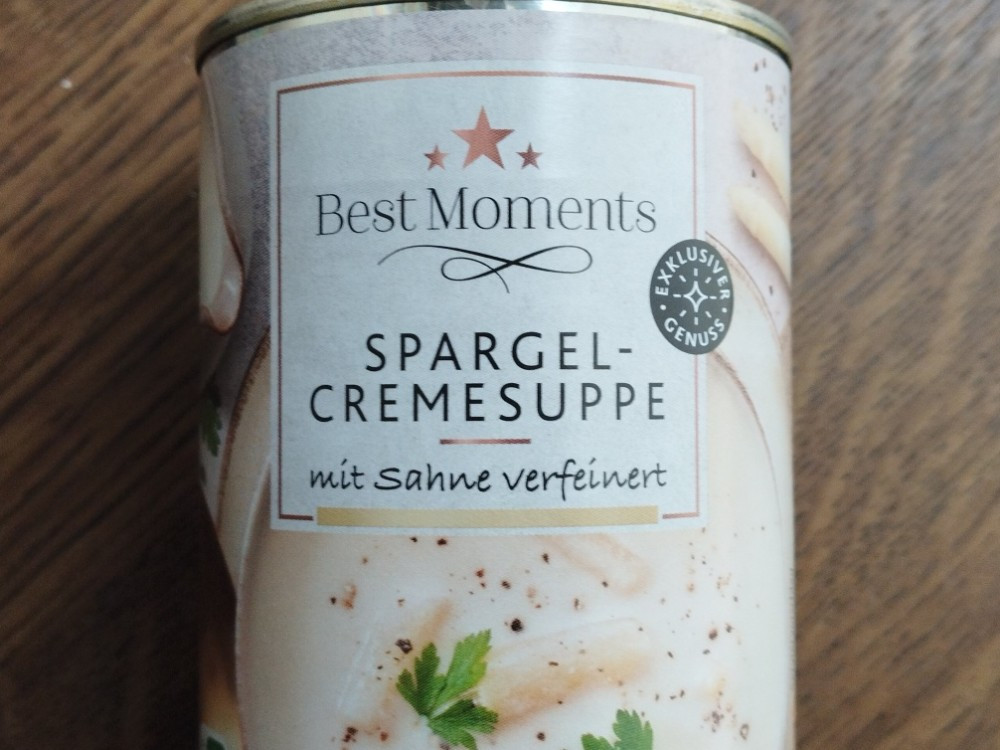 Best Moments
EXKLUSIVER
GENUSS
SPARGEL-
CREMESUPPE
mit Sahne verfeinert